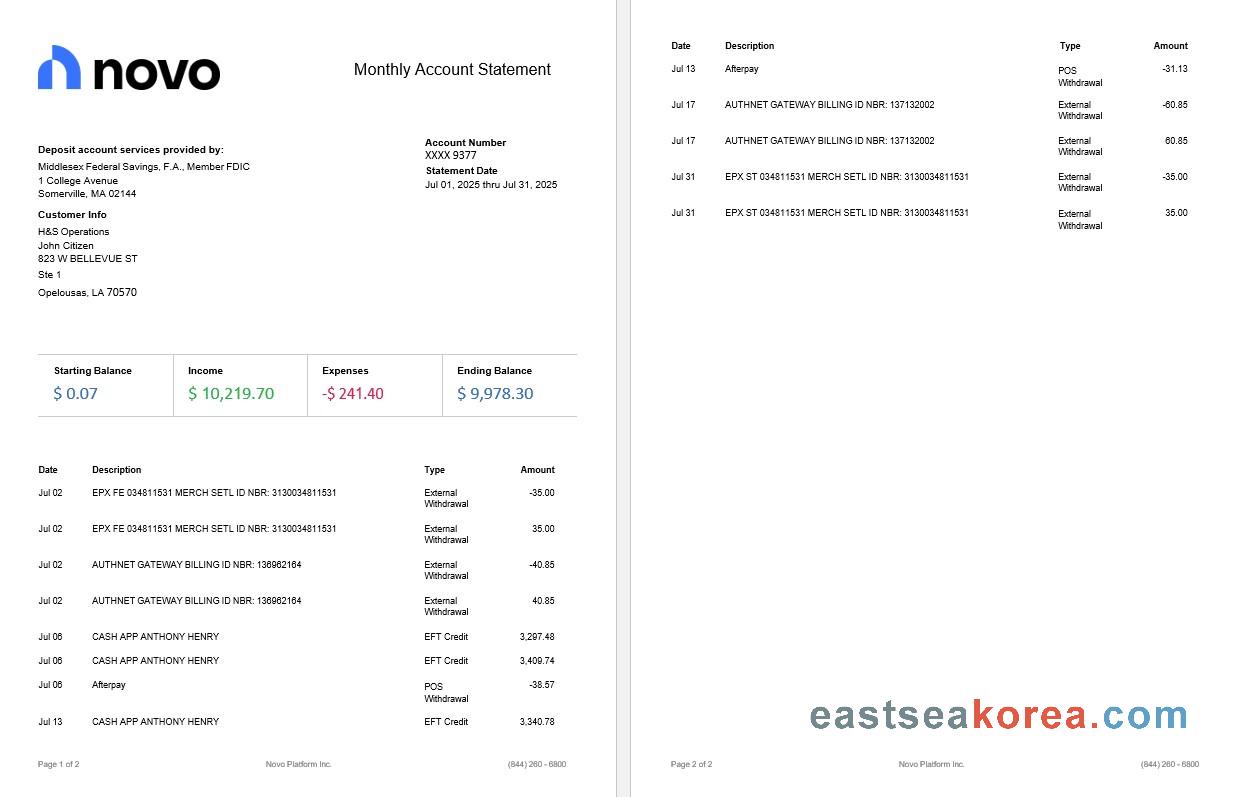 novo
Monthly Account Statement
Deposit account services provided by:
Middlesex Federal Savings, F.A., Member FDIC
1 College Avenue
Somerville, MA 02144
Account Number
XXXX 9377
Statement Date
Jul 01, 2025 thru Jul 31, 2025
Customer Info
H&S Operations
John Citizen
823 W BELLEVUE ST
Ste 1
Opelousas, LA 70570
Starting Balance Income Expenses Ending Balance
$ 0.07 $ 10,219.70 -$ 241.40 $ 9,978.30
Date Description Type Amount
Jul 02 EPX FE 034811531 MERCH SETL ID NBR: 3130034811531 External -35.00
Withdrawal
Jul 02 EPX FE 034811531 MERCH SETL ID NBR: 3130034811531 External 35.00
Withdrawal
Jul 02 AUTHNET GATEWAY BILLING ID NBR: 136962164 External -40.85
Withdrawal
Jul 02 AUTHNET GATEWAY BILLING ID NBR: 136962164 External 40.85
Withdrawal
Jul 06 CASH APP ANTHONY HENRY EFT Credit 3,297.48
Jul 06 CASH APP ANTHONY HENRY EFT Credit 3,409.74
Jul 06 Afterpay POS -38.57
Withdrawal
Jul 13 CASH APP ANTHONY HENRY EFT Credit 3,340.78
Page 1 of 2 Novo Platform Inc. (844) 260 - 6800
Date Description Type Amount
Jul 13 Afterpay POS -31.13
Withdrawal
Jul 17 AUTHNET GATEWAY BILLING ID NBR: 137132002 External -60.85
Withdrawal
Jul 17 AUTHNET GATEWAY BILLING ID NBR: 137132002 External 60.85
Withdrawal
Jul 31 EPX ST 034811531 MERCH SETL ID NBR: 3130034811531 External -35.00
Withdrawal
Jul 31 EPX ST 034811531 MERCH SETL ID NBR: 3130034811531 External 35.00
Withdrawal
eastseakorea.com
Page 2 of 2 Novo Platform Inc. (844) 260 - 6800